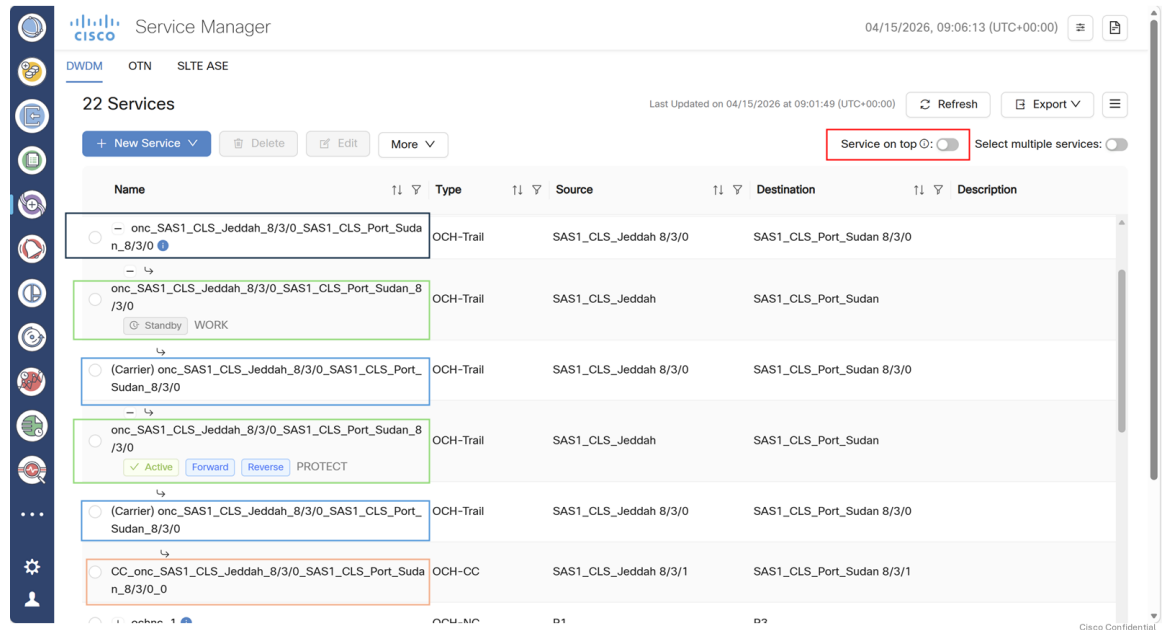 CISCO Service Manager 04/15/2026, 09:06:13 (UTC+00:00)
DWDM OTN SLTE ASE
22 Services Last Updated on 04/15/2026 at 09:01:49 (UTC+00:00) Refresh Export
+ New Service Delete Edit More Service on top : Select multiple services:
Name Type Source Destination Description
onc_SAS1_CLS_Jeddah_8/3/0_SAS1_CLS_Port_Suda
n_8/3/0 OCH-Trail SAS1_CLS_Jeddah 8/3/0 SAS1_CLS_Port_Sudan 8/3/0
onc_SAS1_CLS_Jeddah_8/3/0_SAS1_CLS_Port_Sudan_8
/3/0 OCH-Trail SAS1_CLS_Jeddah SAS1_CLS_Port_Sudan
Standby WORK
(Carrier) onc_SAS1_CLS_Jeddah_8/3/0_SAS1_CLS_Port_
Sudan_8/3/0 OCH-Trail SAS1_CLS_Jeddah 8/3/0 SAS1_CLS_Port_Sudan 8/3/0
onc_SAS1_CLS_Jeddah_8/3/0_SAS1_CLS_Port_Sudan_8
/3/0 OCH-Trail SAS1_CLS_Jeddah SAS1_CLS_Port_Sudan
Active Forward Reverse PROTECT
(Carrier) onc_SAS1_CLS_Jeddah_8/3/0_SAS1_CLS_Port_
Sudan_8/3/0 OCH-Trail SAS1_CLS_Jeddah 8/3/0 SAS1_CLS_Port_Sudan 8/3/0
CC_onc_SAS1_CLS_Jeddah_8/3/0_SAS1_CLS_Port_Suda
n_8/3/0_0 OCH-CC SAS1_CLS_Jeddah 8/3/1 SAS1_CLS_Port_Sudan 8/3/1
ochnc_1 OCH-NC
Cisco Confidential